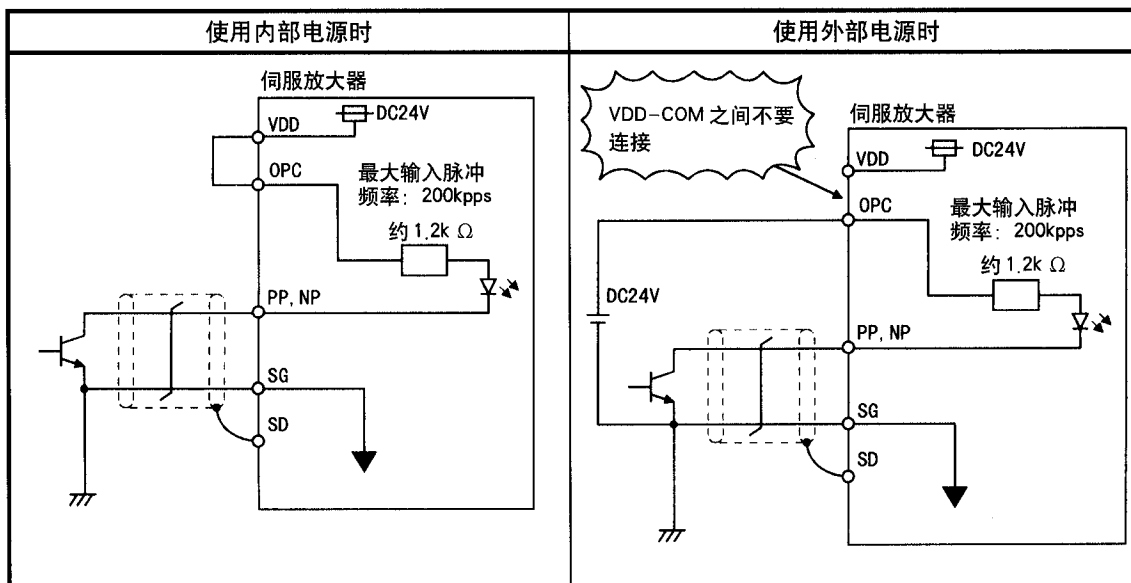 使用内部电源时
使用外部电源时
伺服放大器
DC24V
VDD
OPC
最大输入脉冲
频率: 200kpps
约 1.2k Ω
PP, NP
SG
SD
VDD-COM 之间不要
连接
伺服放大器
DC24V
VDD
OPC
最大输入脉冲
频率: 200kpps
约 1.2k Ω
DC24V
PP, NP
SG
SD